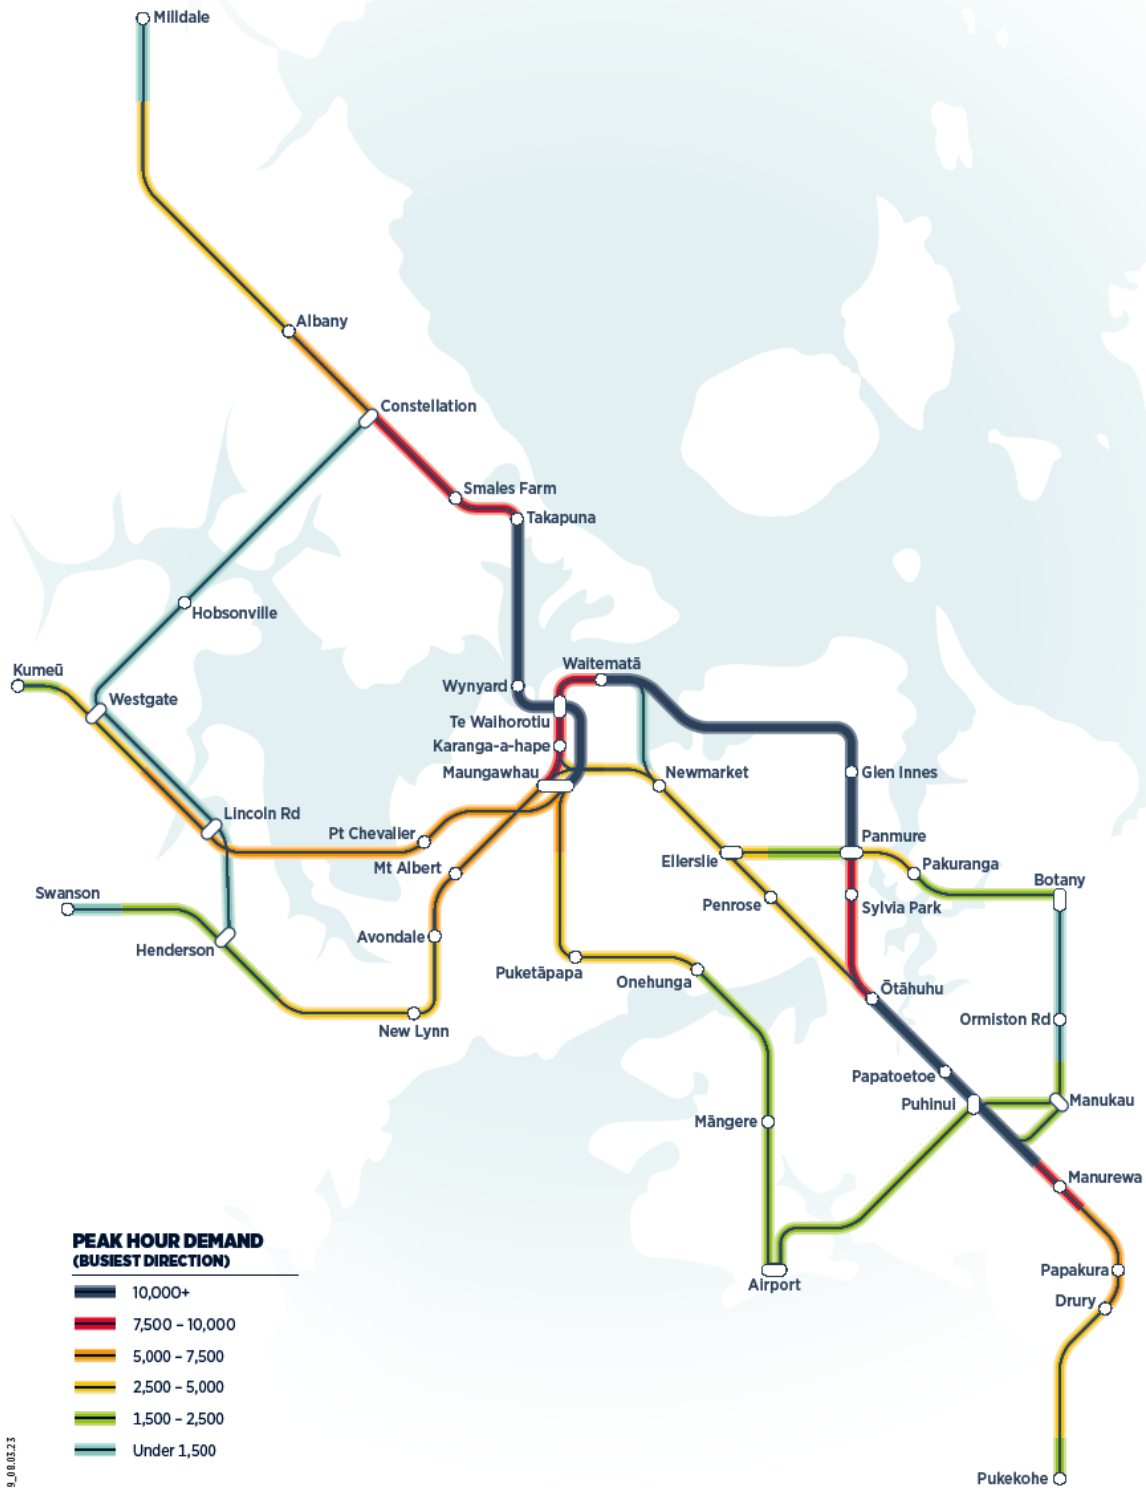 Milldale
Albany
Constellation
Smales Farm
Takapuna
Hobsonville
Kumeū
Westgate
Waitematā
Wynyard
Te Waihorotiu
Karanga-a-hape
Maungawhau
Newmarket
Glen Innes
Lincoln Rd
Pt Chevalier
Mt Albert
Ellerslie
Panmure
Pakuranga
Botany
Swanson
Henderson
Avondale
Penrose
Sylvia Park
Puketāpapa
Onehunga
New Lynn
Ōtāhuhu
Ormiston Rd
Papatoetoe
Puhinui
Manukau
Māngere
Manurewa
Airport
Papakura
Drury
Pukekohe
PEAK HOUR DEMAND
(BUSIEST DIRECTION)
10,000+
7,500 – 10,000
5,000 – 7,500
2,500 – 5,000
1,500 – 2,500
Under 1,500
9_08.03.23